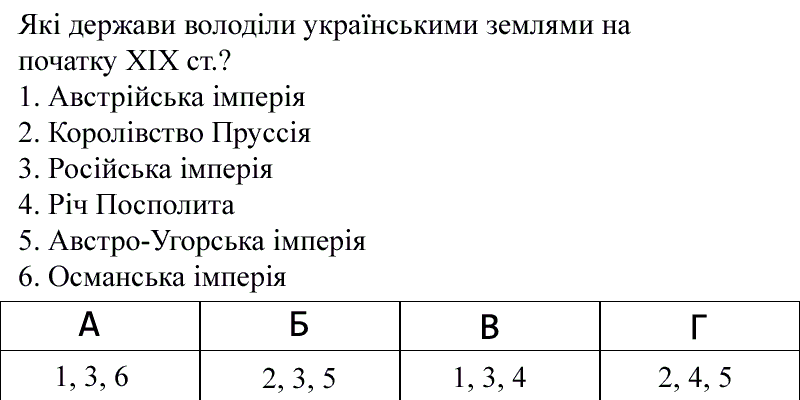 Які держави володіли українськими землями на
початку XIX ст.?
1. Австрійська імперія
2. Королівство Пруссія
3. Російська імперія
4. Річ Посполита
5. Австро-Угорська імперія
6. Османська імперія
А Б В Г
1, 3, 6 2, 3, 5 1, 3, 4 2, 4, 5